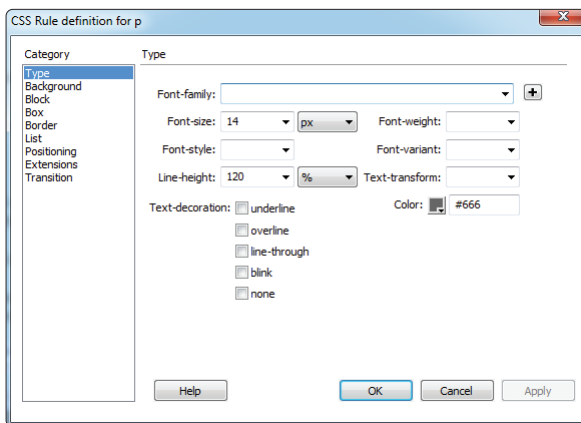 CSS Rule definition for p
Category
Type
Type
Background
Block
Box
Border
List
Positioning
Extensions
Transition
Font-family:
Font-size: 14 px Font-weight:
Font-style: Font-variant:
Line-height: 120 % Text-transform:
Text-decoration: underline Color: #666
overline
line-through
blink
none
Help OK Cancel Apply